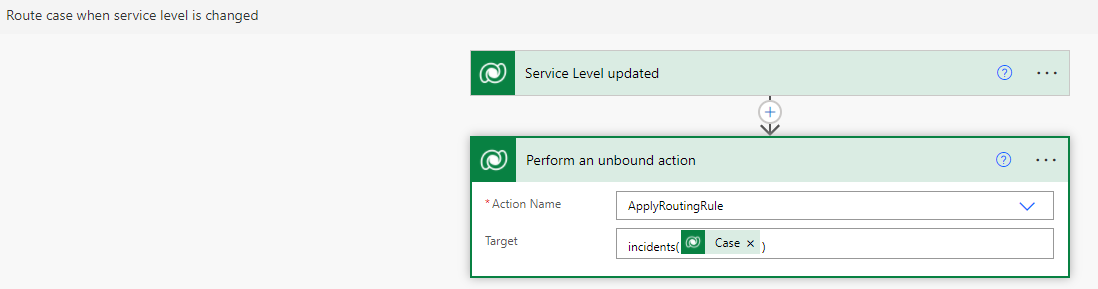 Route case when service level is changed
Service Level updated
Perform an unbound action
* Action Name
ApplyRoutingRule
Target
incidents( Case × )